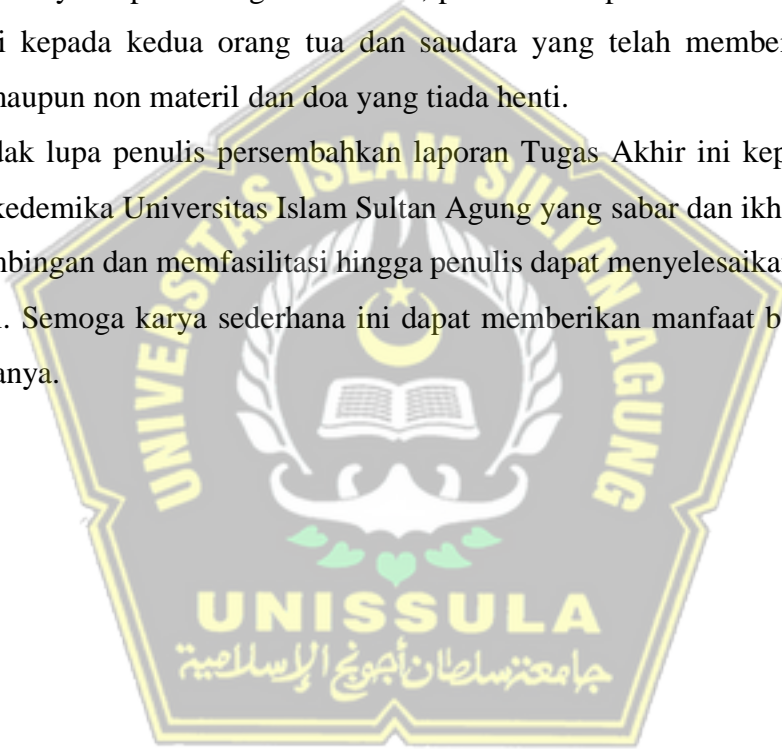 i kepada kedua orang tua dan saudara yang telah member
maupun non materil dan doa yang tiada henti.
dak lupa penulis persembahkan laporan Tugas Akhir ini kep
kedemika Universitas Islam Sultan Agung yang sabar dan ikh
mbingan dan memfasilitasi hingga penulis dapat menyelesaika
. Semoga karya sederhana ini dapat memberikan manfaat b
anya.
UNIVERSITAS ISLAM SULTAN AGUNG
UNISSULA
جامعة سلطان أجونج الإسلامية